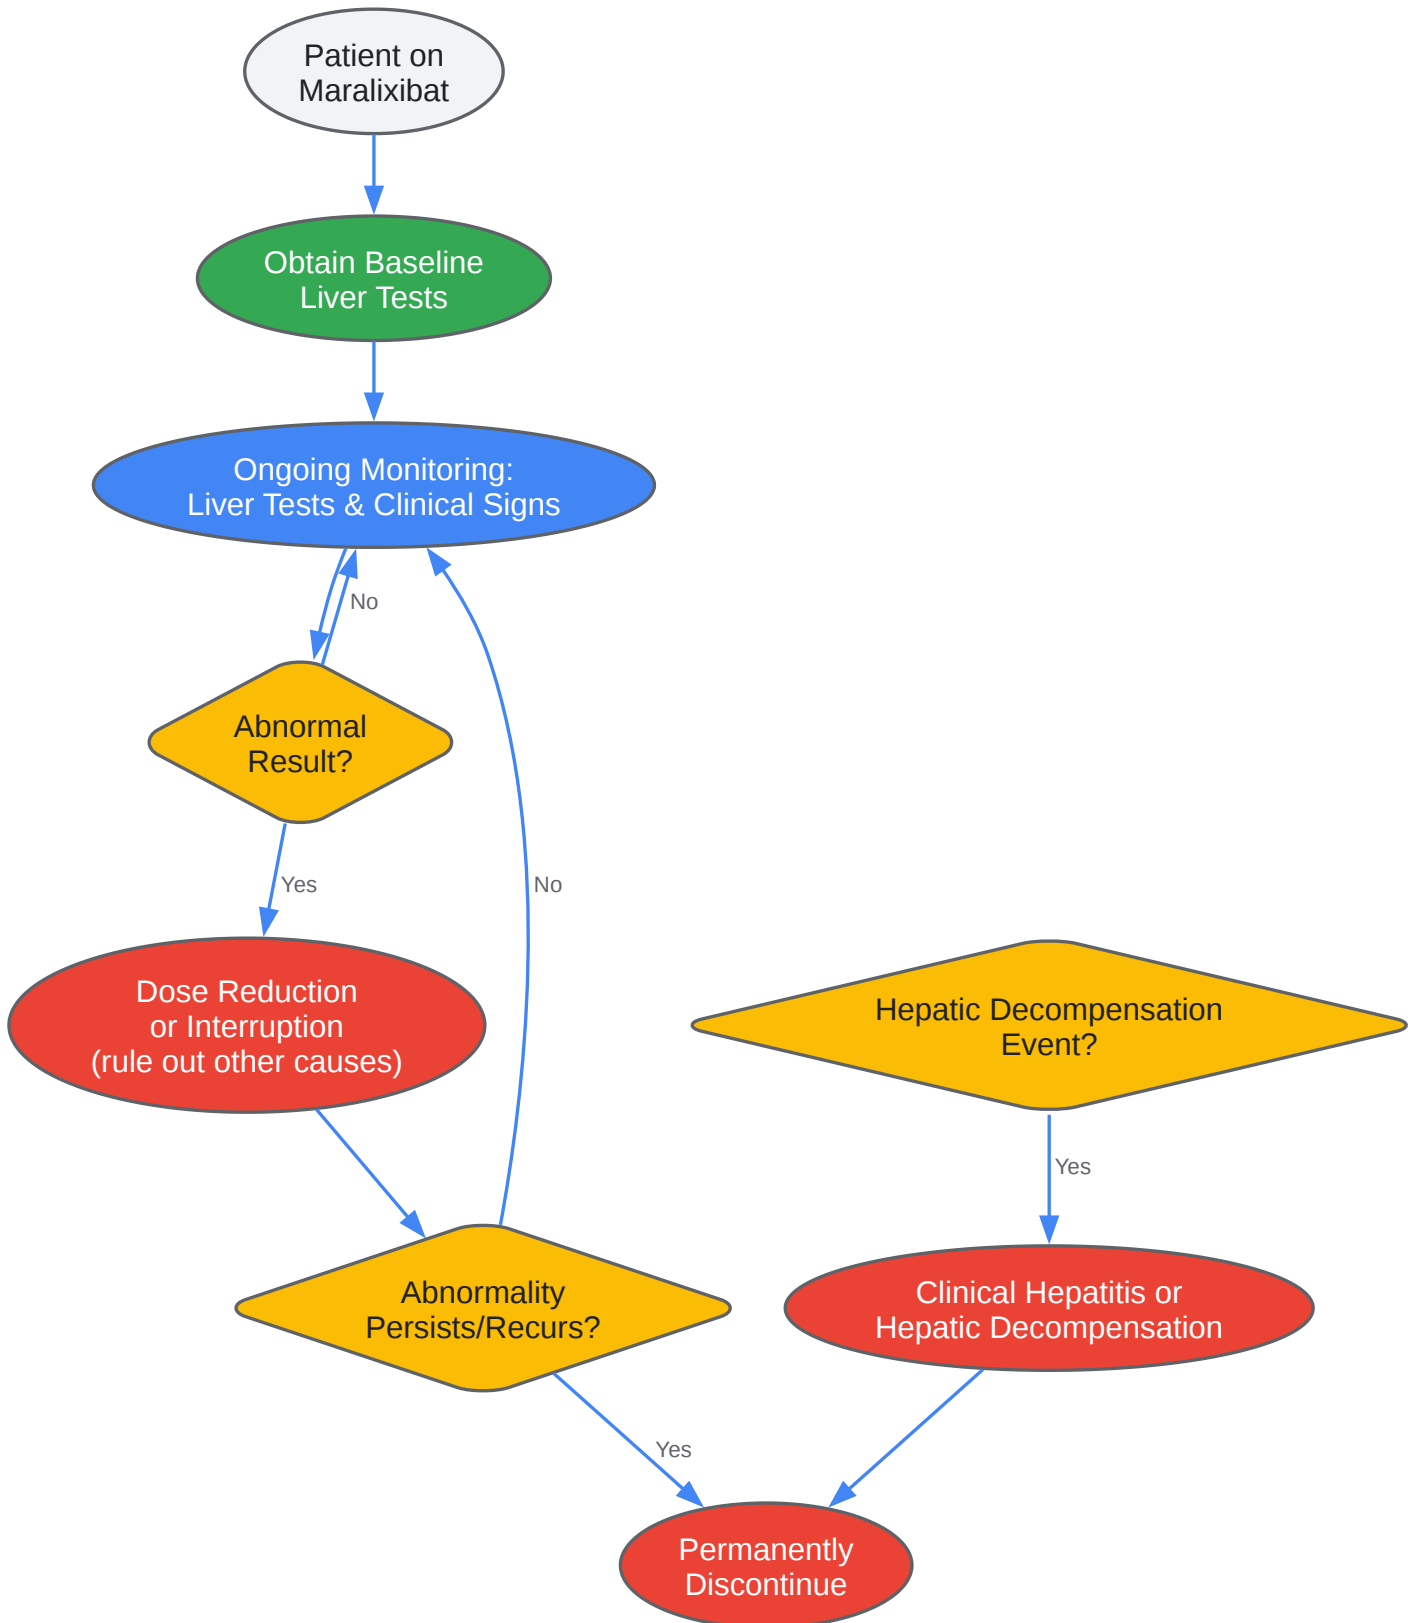 Patient on
Maralixibat
Obtain Baseline
Liver Tests
Ongoing Monitoring:
Liver Tests & Clinical Signs
No
Abnormal
Result?
Yes
No
Dose Reduction
or Interruption
(rule out other causes)
Hepatic Decompensation
Event?
Yes
Abnormality
Persists/Recurs?
Clinical Hepatitis or
Hepatic Decompensation
Yes
Permanently
Discontinue